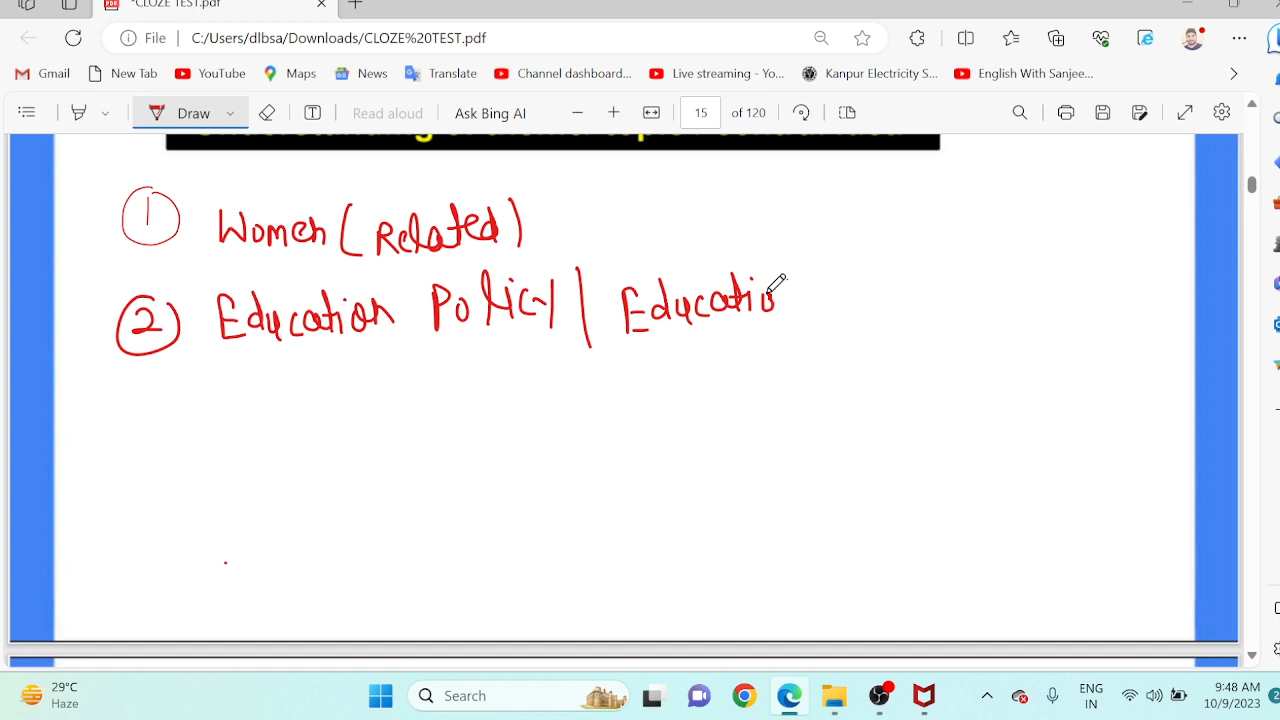 *CLOZE TEST.pdf
File C:/Users/dlbsa/Downloads/CLOZE%20TEST.pdf
Gmail New Tab YouTube Maps News Translate Channel dashboard... Live streaming - Yo... Kanpur Electricity S... English With Sanjee...
Draw Read aloud Ask Bing AI 15 of 120
1 Women (Related)
2 Education Policy | Educatio
29°C
Haze
Search
ENG
IN
9:48 AM
10/9/2023